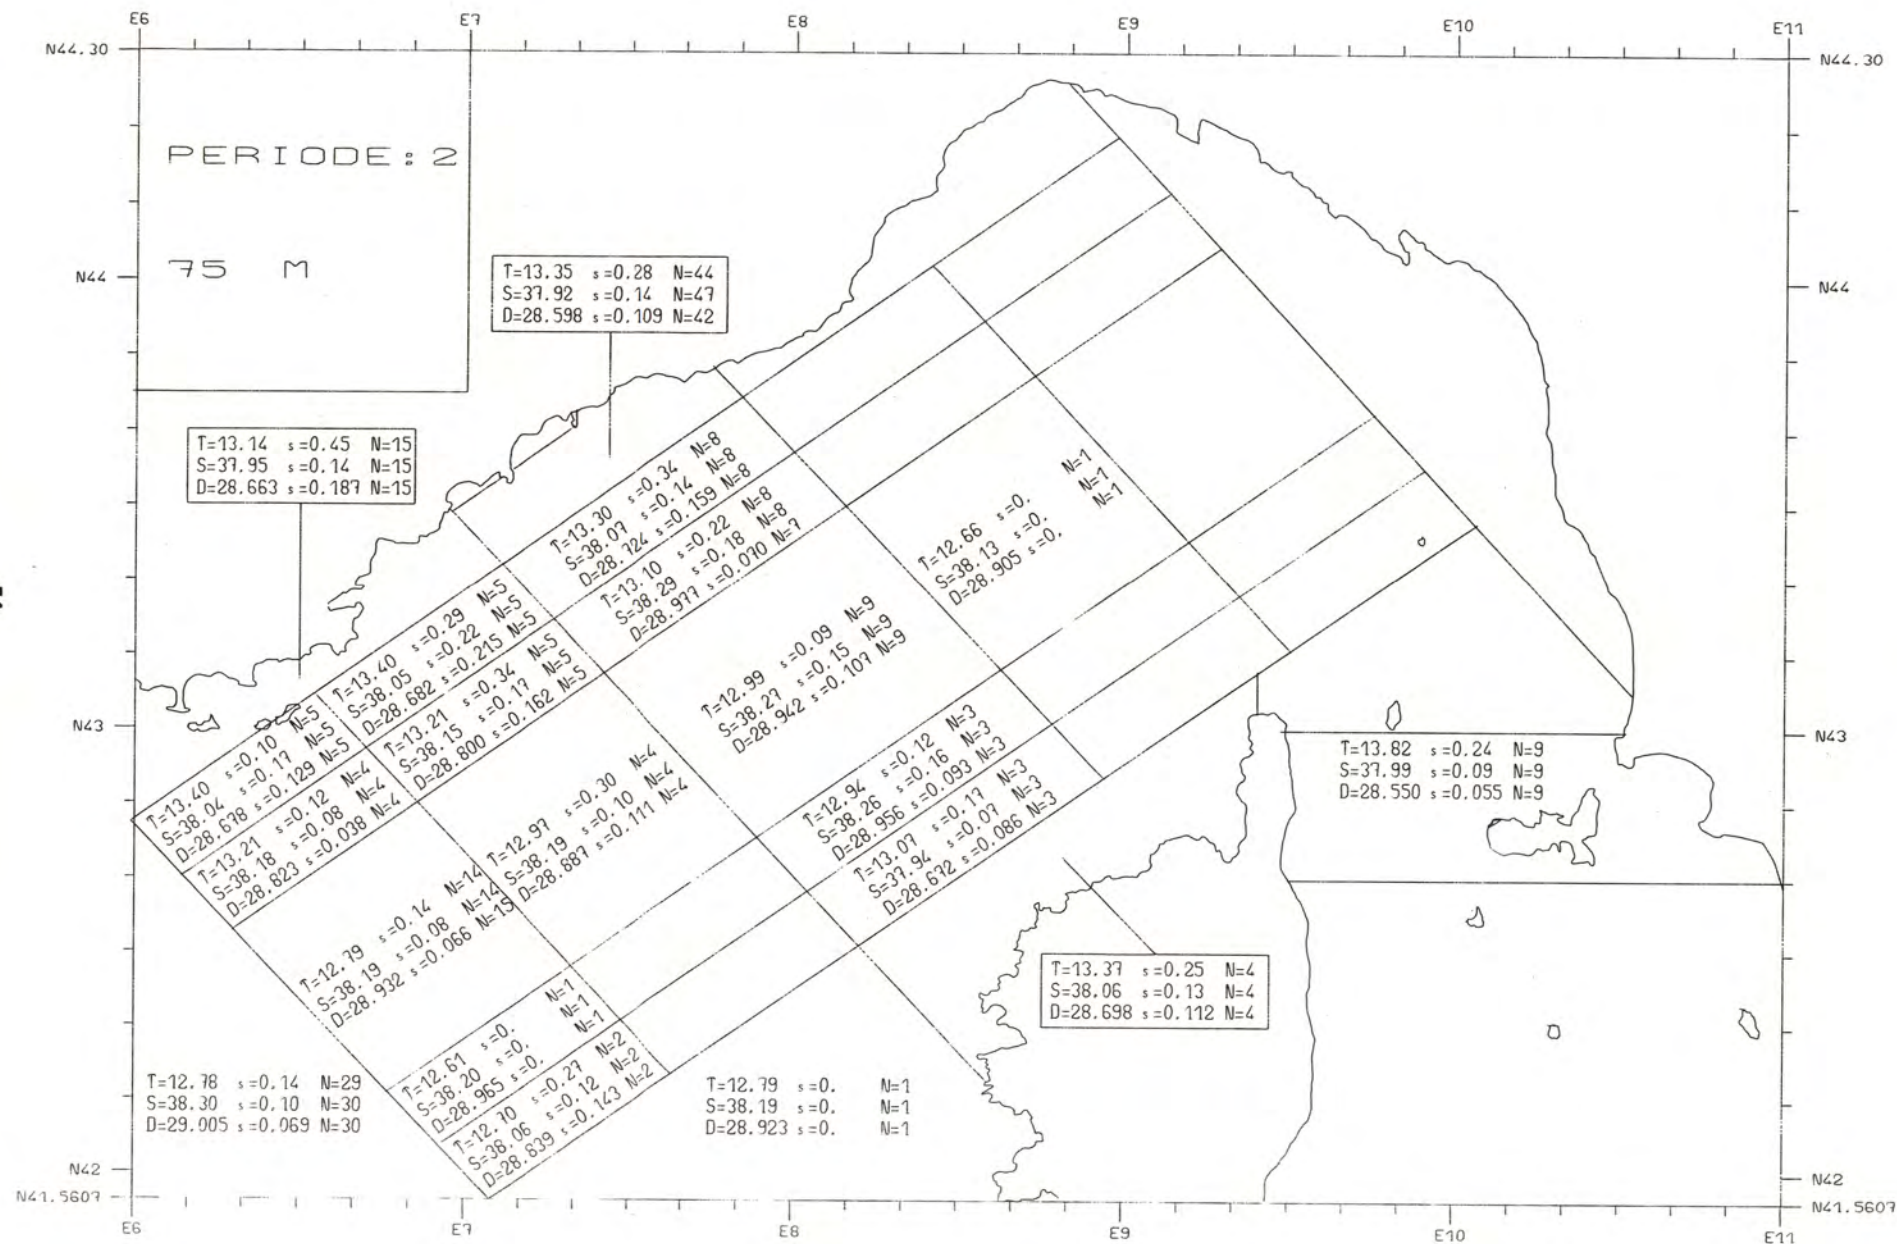 E6 E7 E8 E9 E10 E11
N44.30 N44.30
PERIODE: 2
75 M
N44 N44
T=13.35 s=0.28 N=44
S=37.92 s=0.14 N=47
D=28.598 s=0.109 N=42
T=13.14 s=0.45 N=15
S=37.95 s=0.14 N=15
D=28.663 s=0.187 N=15
T=13.30 s=0.34 N=8
S=38.07 s=0.14 N=8
D=28.724 s=0.159 N=8
T=13.10 s=0.22 N=8
S=38.29 s=0.18 N=8
D=28.977 s=0.070 N=7
T=12.66 s=0. N=1
S=38.13 s=0. N=1
D=28.905 s=0. N=1
T=13.40 s=0.29 N=5
S=38.05 s=0.22 N=5
D=28.682 s=0.215 N=5
T=13.21 s=0.34 N=5
S=38.15 s=0.17 N=5
D=28.800 s=0.162 N=5
T=12.99 s=0.09 N=9
S=38.27 s=0.15 N=9
D=28.942 s=0.107 N=9
N43 N43
T=13.40 s=0.10 N=5
S=38.04 s=0.17 N=5
D=28.678 s=0.129 N=5
T=13.21 s=0.12 N=4
S=38.18 s=0.08 N=4
D=28.823 s=0.038 N=4
T=12.97 s=0.30 N=4
S=38.19 s=0.10 N=4
D=28.887 s=0.111 N=4
T=12.94 s=0.12 N=3
S=38.26 s=0.16 N=3
D=28.956 s=0.093 N=3
T=13.07 s=0.17 N=3
S=37.94 s=0.07 N=3
D=28.672 s=0.086 N=3
T=13.82 s=0.24 N=9
S=37.99 s=0.09 N=9
D=28.550 s=0.055 N=9
T=12.79 s=0.14 N=14
S=38.19 s=0.08 N=14
D=28.932 s=0.066 N=15
T=13.37 s=0.25 N=4
S=38.06 s=0.13 N=4
D=28.698 s=0.112 N=4
T=12.61 s=0. N=1
S=38.20 s=0. N=1
D=28.965 s=0. N=1
T=12.70 s=0.27 N=2
S=38.06 s=0.12 N=2
D=28.839 s=0.143 N=2
T=12.78 s=0.14 N=29
S=38.30 s=0.10 N=30
D=29.005 s=0.069 N=30
T=12.79 s=0. N=1
S=38.19 s=0. N=1
D=28.923 s=0. N=1
N42 N42
N41.5607 N41.5607
E6 E7 E8 E9 E10 E11